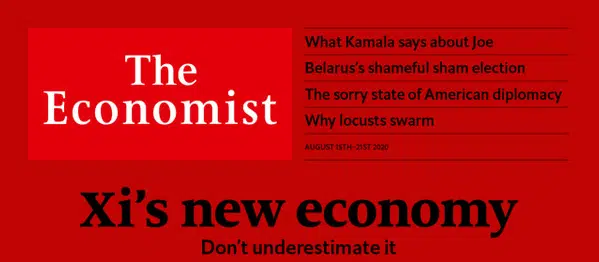 The
Economist
What Kamala says about Joe
Belarus's shameful sham election
The sorry state of American diplomacy
Why locusts swarm
AUGUST 15TH–21ST 2020
Xi's new economy
Don't underestimate it